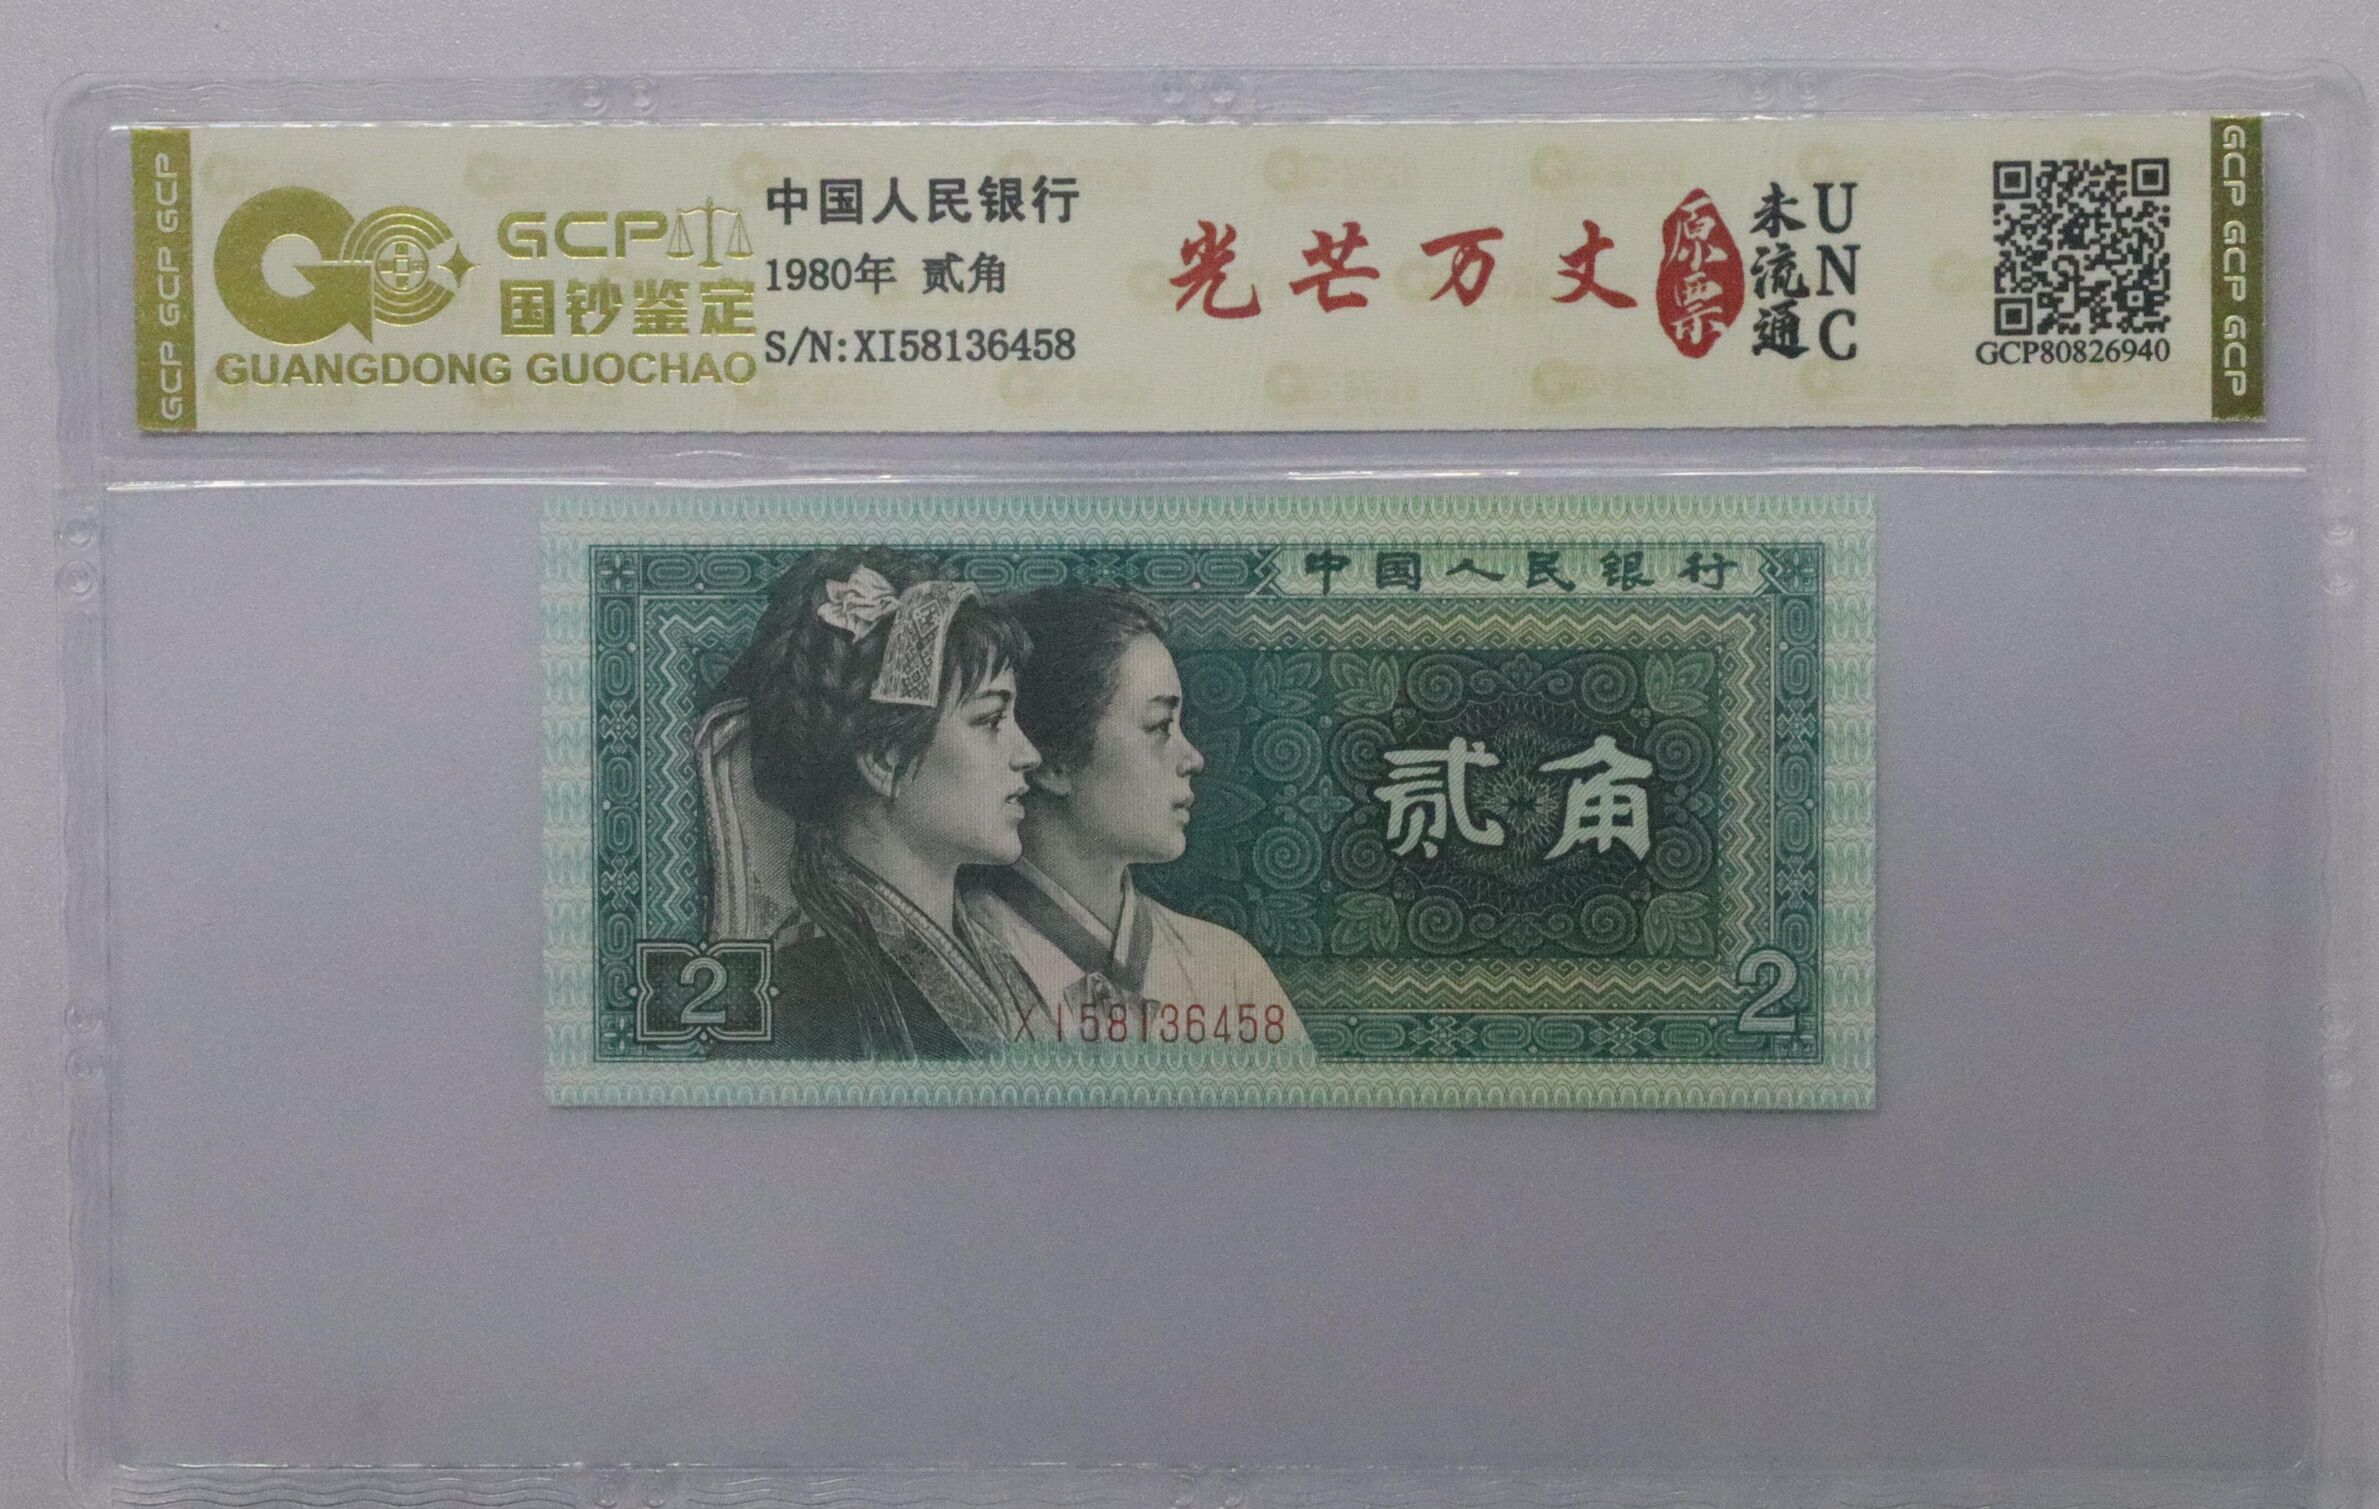 GCP GCP GCP
GCP
国钞鉴定
GUANGDONG GUOCHAO
中国人民银行
1980年 贰角
S/N:XI58136458
光芒万丈
原票
未流通
UNC
GCP80826940
GCP GCP GCP
中国人民银行
贰角
2
XI58136458
2